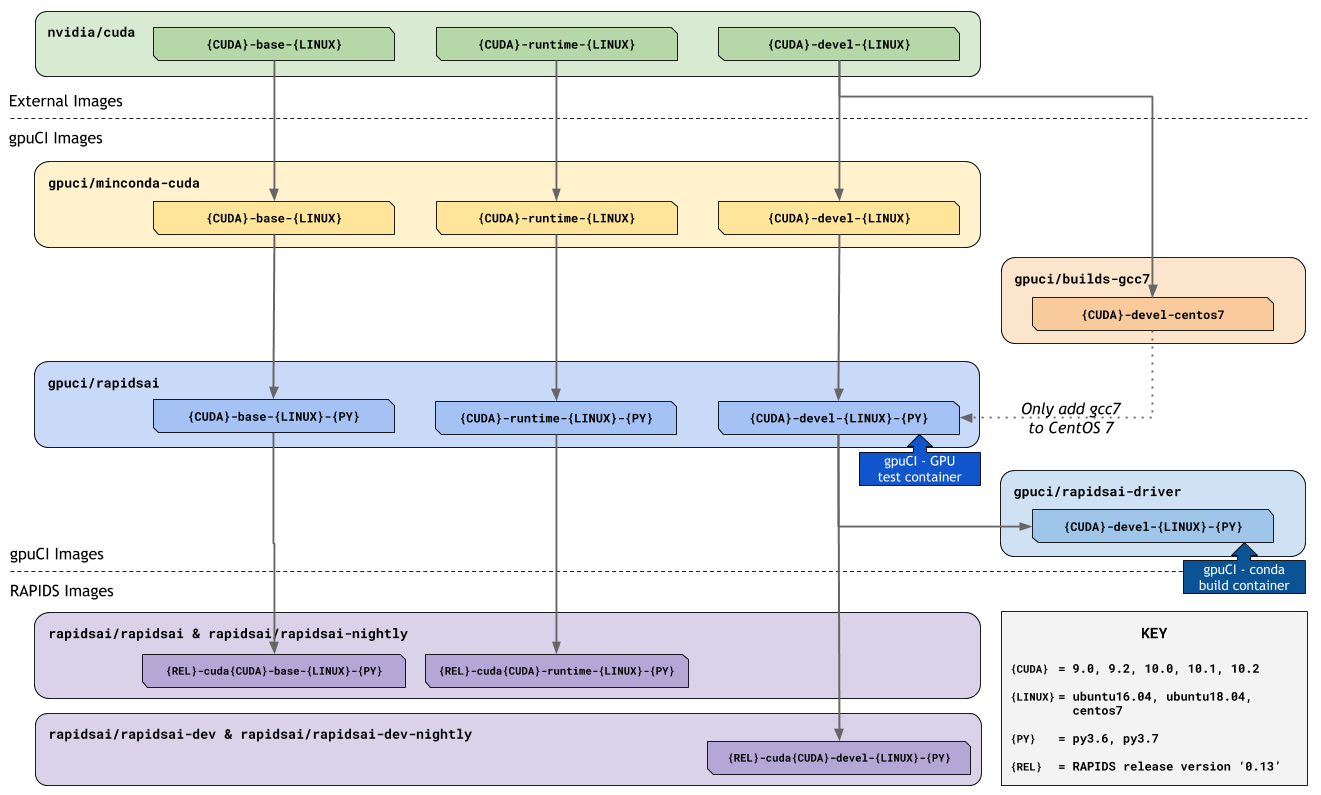 nvidia/cuda
{CUDA}-base-{LINUX}
{CUDA}-runtime-{LINUX}
{CUDA}-devel-{LINUX}
External Images
gpuCI Images
gpuci/minconda-cuda
{CUDA}-base-{LINUX}
{CUDA}-runtime-{LINUX}
{CUDA}-devel-{LINUX}
gpuci/builds-gcc7
{CUDA}-devel-centos7
gpuci/rapidsai
{CUDA}-base-{LINUX}-{PY}
{CUDA}-runtime-{LINUX}-{PY}
{CUDA}-devel-{LINUX}-{PY}
Only add gcc7
to CentOS 7
gpuCI - GPU
test container
gpuci/rapidsai-driver
{CUDA}-devel-{LINUX}-{PY}
gpuCI - conda
build container
gpuCI Images
RAPIDS Images
rapidsai/rapidsai & rapidsai/rapidsai-nightly
{REL}-cuda{CUDA}-base-{LINUX}-{PY}
{REL}-cuda{CUDA}-runtime-{LINUX}-{PY}
rapidsai/rapidsai-dev & rapidsai/rapidsai-dev-nightly
{REL}-cuda{CUDA}-devel-{LINUX}-{PY}
KEY
{CUDA} = 9.0, 9.2, 10.0, 10.1, 10.2
{LINUX} = ubuntu16.04, ubuntu18.04,
centos7
{PY} = py3.6, py3.7
{REL} = RAPIDS release version '0.13'